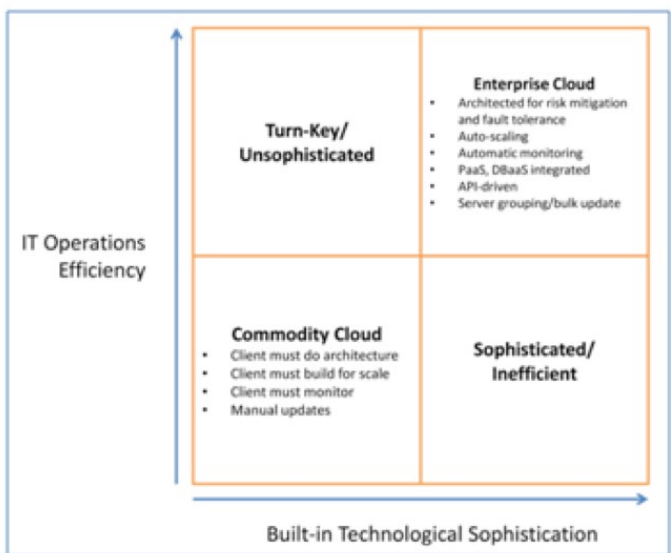 IT Operations
Efficiency
Turn-Key/
Unsophisticated
Enterprise Cloud
• Architected for risk mitigation
and fault tolerance
• Auto-scaling
• Automatic monitoring
• PaaS, DBaaS integrated
• API-driven
• Server grouping/bulk update
Commodity Cloud
• Client must do architecture
• Client must build for scale
• Client must monitor
• Manual updates
Sophisticated/
Inefficient
Built-in Technological Sophistication